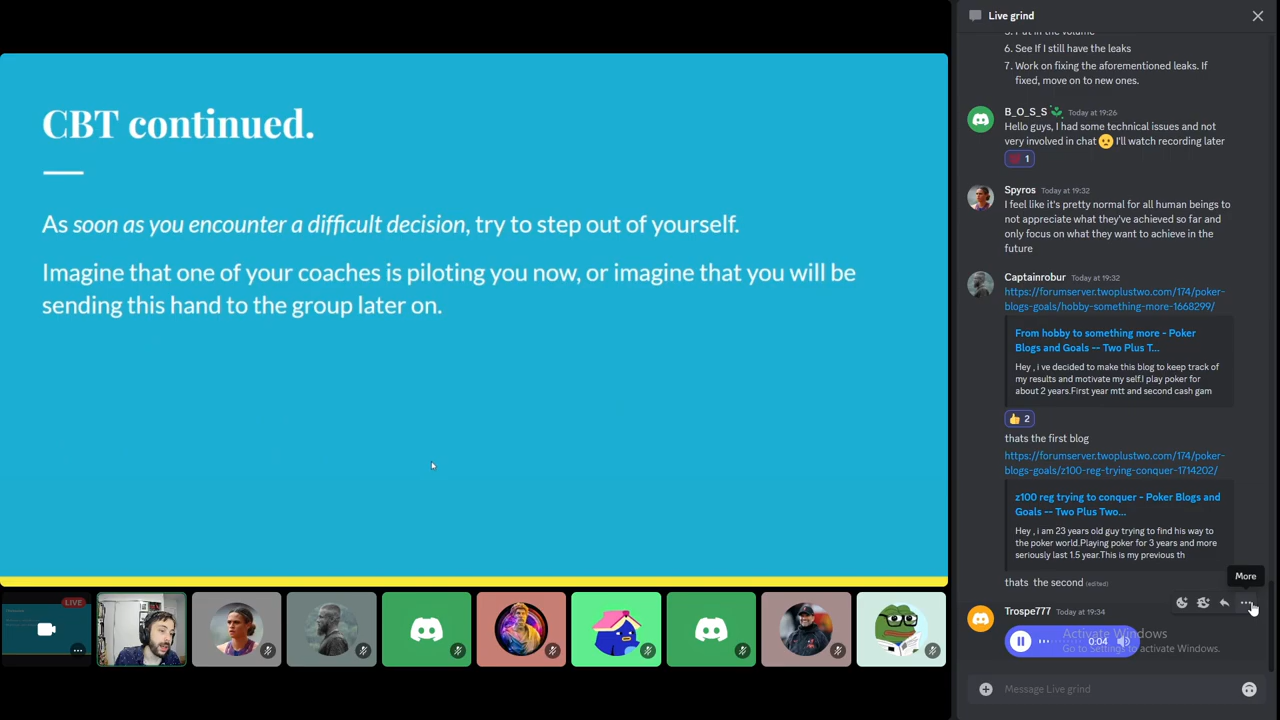 CBT continued.
As soon as you encounter a difficult decision, try to step out of yourself.
Imagine that one of your coaches is piloting you now, or imagine that you will be
sending this hand to the group later on.
LIVE
Live grind
6. See If I still have the leaks
7. Work on fixing the aforementioned leaks. If
fixed, move on to new ones.
B_O_S_S Today at 19:26
Hello guys, I had some technical issues and not
very involved in chat 😟 I'll watch recording later
1
Spyros Today at 19:32
I feel like it's pretty normal for all human beings to
not appreciate what they've achieved so far and
only focus on what they want to achieve in the
future
Captainrobur Today at 19:32
https://forumserver.twoplustwo.com/174/poker-
blogs-goals/hobby-something-more-1668299/
From hobby to something more - Poker
Blogs and Goals -- Two Plus T...
Hey , i ve decided to make this blog to keep track of
my results and motivate my self.I play poker for
about 2 years.First year mtt and second cash gam
👍 2
thats the first blog
https://forumserver.twoplustwo.com/174/poker-
blogs-goals/z100-reg-trying-conquer-1714202/
z100 reg trying to conquer - Poker Blogs and
Goals -- Two Plus Two...
Hey , i am 23 years old guy trying to find his way to
the poker world.Playing poker for 3 years and more
seriously last 1.5 year.This is my previous th
thats the second (edited)
More
Trospe777 Today at 19:34
0:04
Activate Windows
Go to Settings to activate Windows.
Message Live grind